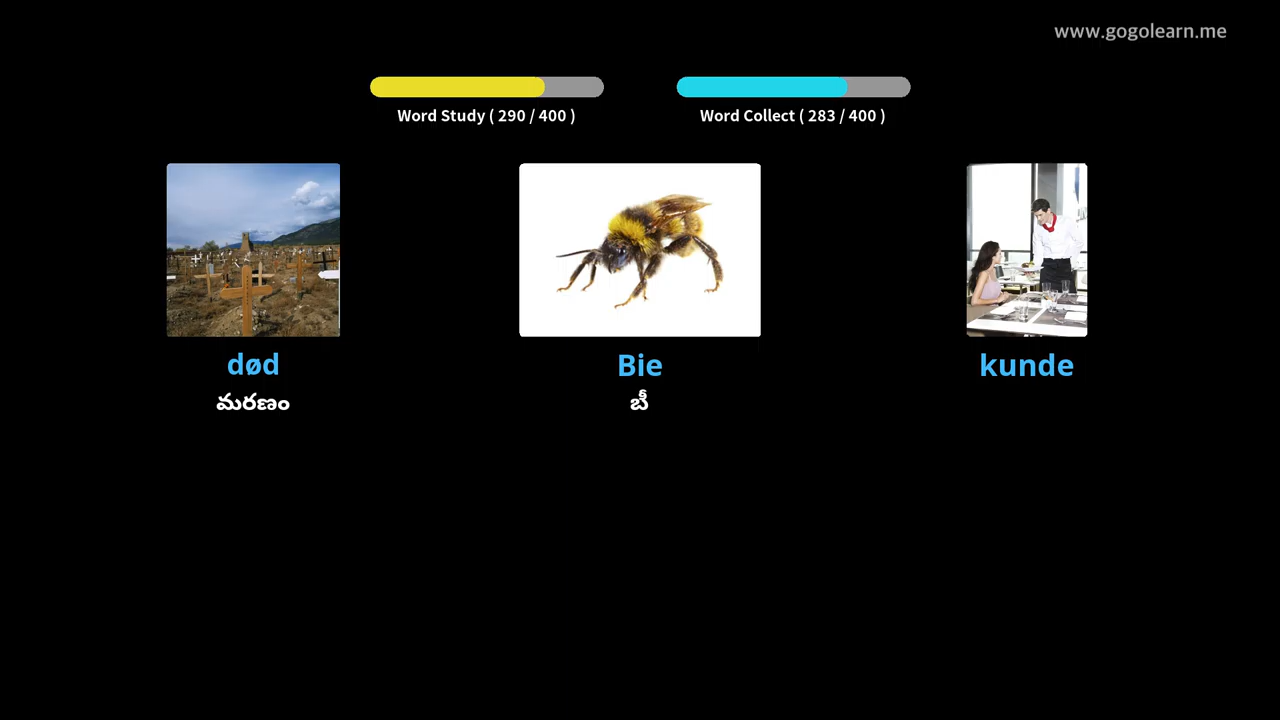 www.gogolearn.me
Word Study ( 290 / 400 )
Word Collect ( 283 / 400 )
død
Bie
kunde
మరణం
బీ